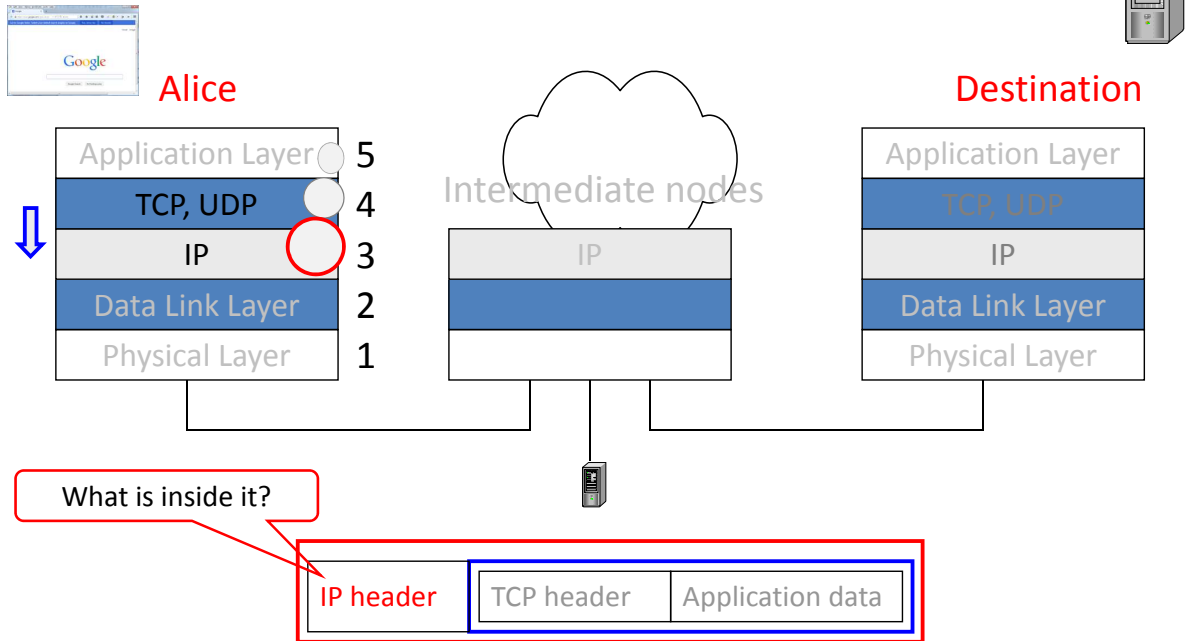 Google
Alice
Destination
Application Layer 5
TCP, UDP 4
IP 3
Data Link Layer 2
Physical Layer 1
Intermediate nodes
IP
Application Layer
TCP, UDP
IP
Data Link Layer
Physical Layer
What is inside it?
IP header
TCP header
Application data